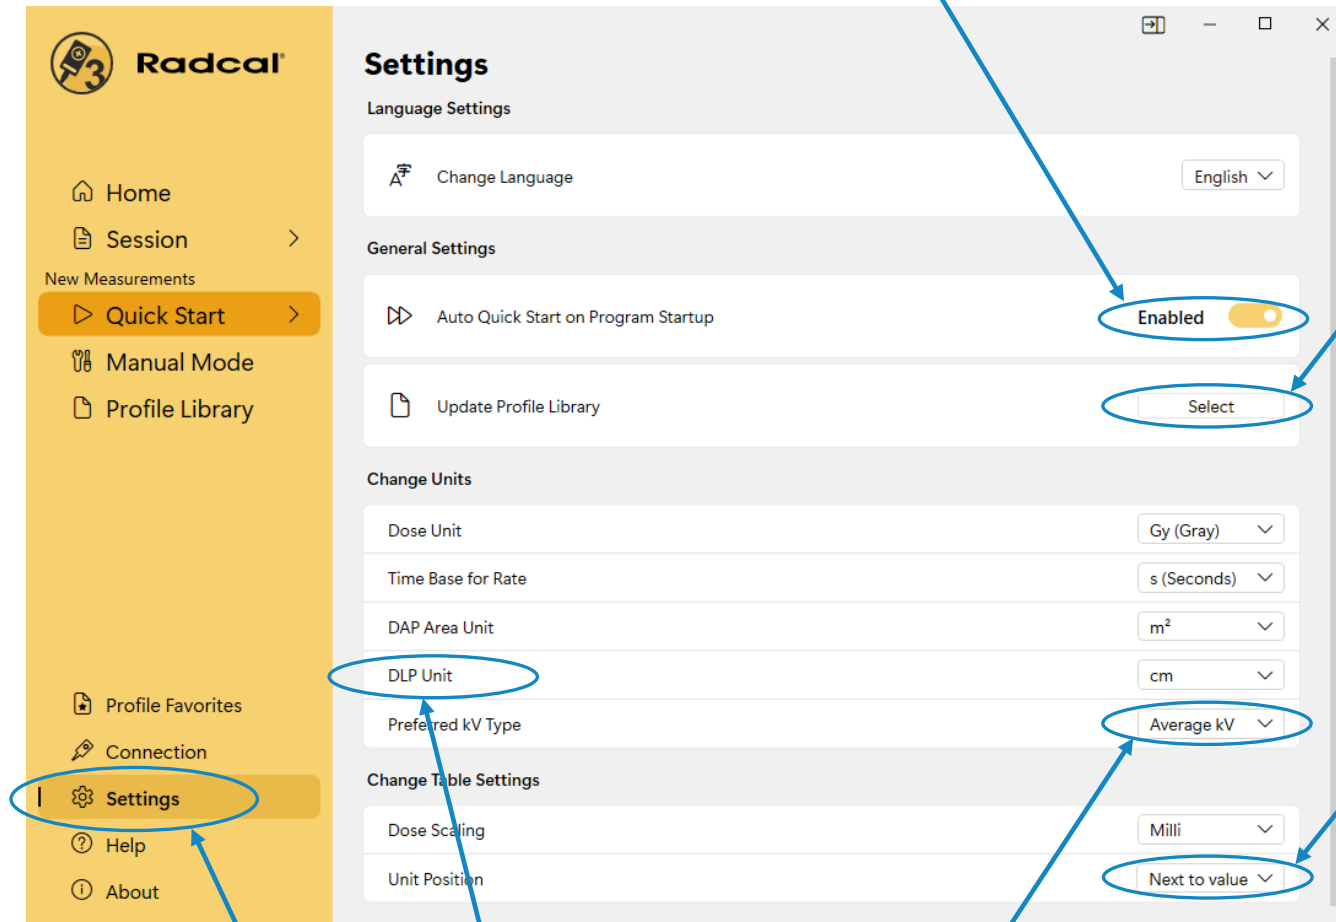 Radcal®
Home
Session
New Measurements
Quick Start
Manual Mode
Profile Library
Profile Favorites
Connection
Settings
Help
About
Settings
Language Settings
Change Language
English
General Settings
Auto Quick Start on Program Startup
Enabled
Update Profile Library
Select
Change Units
Dose Unit
Gy (Gray)
Time Base for Rate
s (Seconds)
DAP Area Unit
m²
DLP Unit
cm
Preferred kV Type
Average kV
Change Table Settings
Dose Scaling
Milli
Unit Position
Next to value